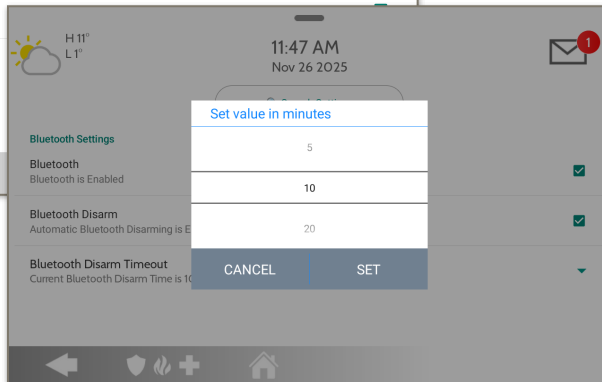 H 11°
L 1°
11:47 AM
Nov 26 2025
1
Set value in minutes
5
10
20
CANCEL
SET
Bluetooth Settings
Bluetooth
Bluetooth is Enabled
Bluetooth Disarm
Automatic Bluetooth Disarming is E
Bluetooth Disarm Timeout
Current Bluetooth Disarm Time is 10